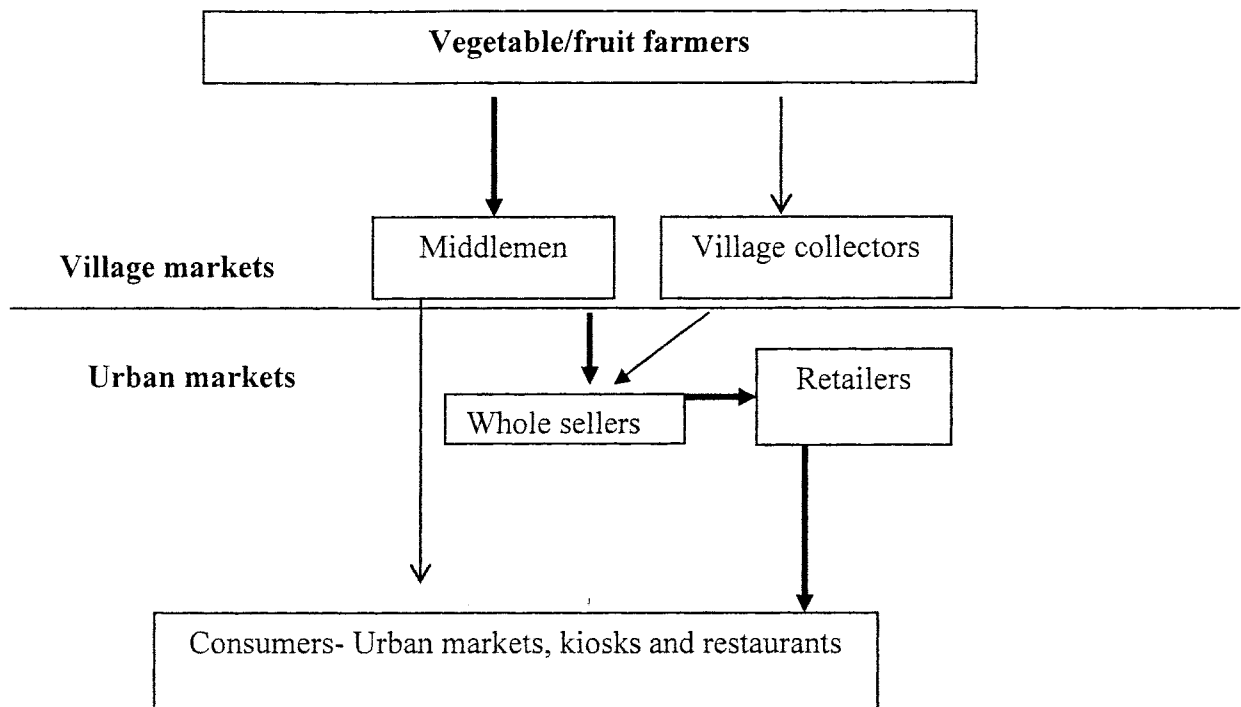 Vegetable/fruit farmers
Middlemen
Village collectors
Village markets
Urban markets
Retailers
Whole sellers
Consumers- Urban markets, kiosks and restaurants